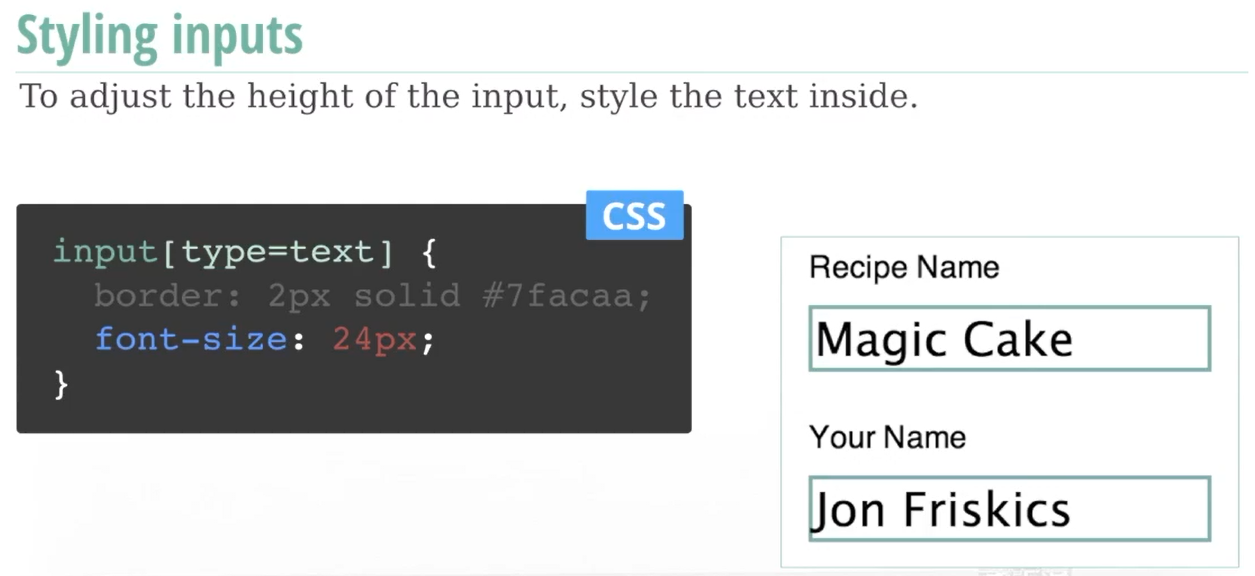 Styling inputs
To adjust the height of the input, style the text inside.
CSS
input[type=text] {
border: 2px solid #7facaa;
font-size: 24px;
}
Recipe Name
Magic Cake
Your Name
Jon Friskics